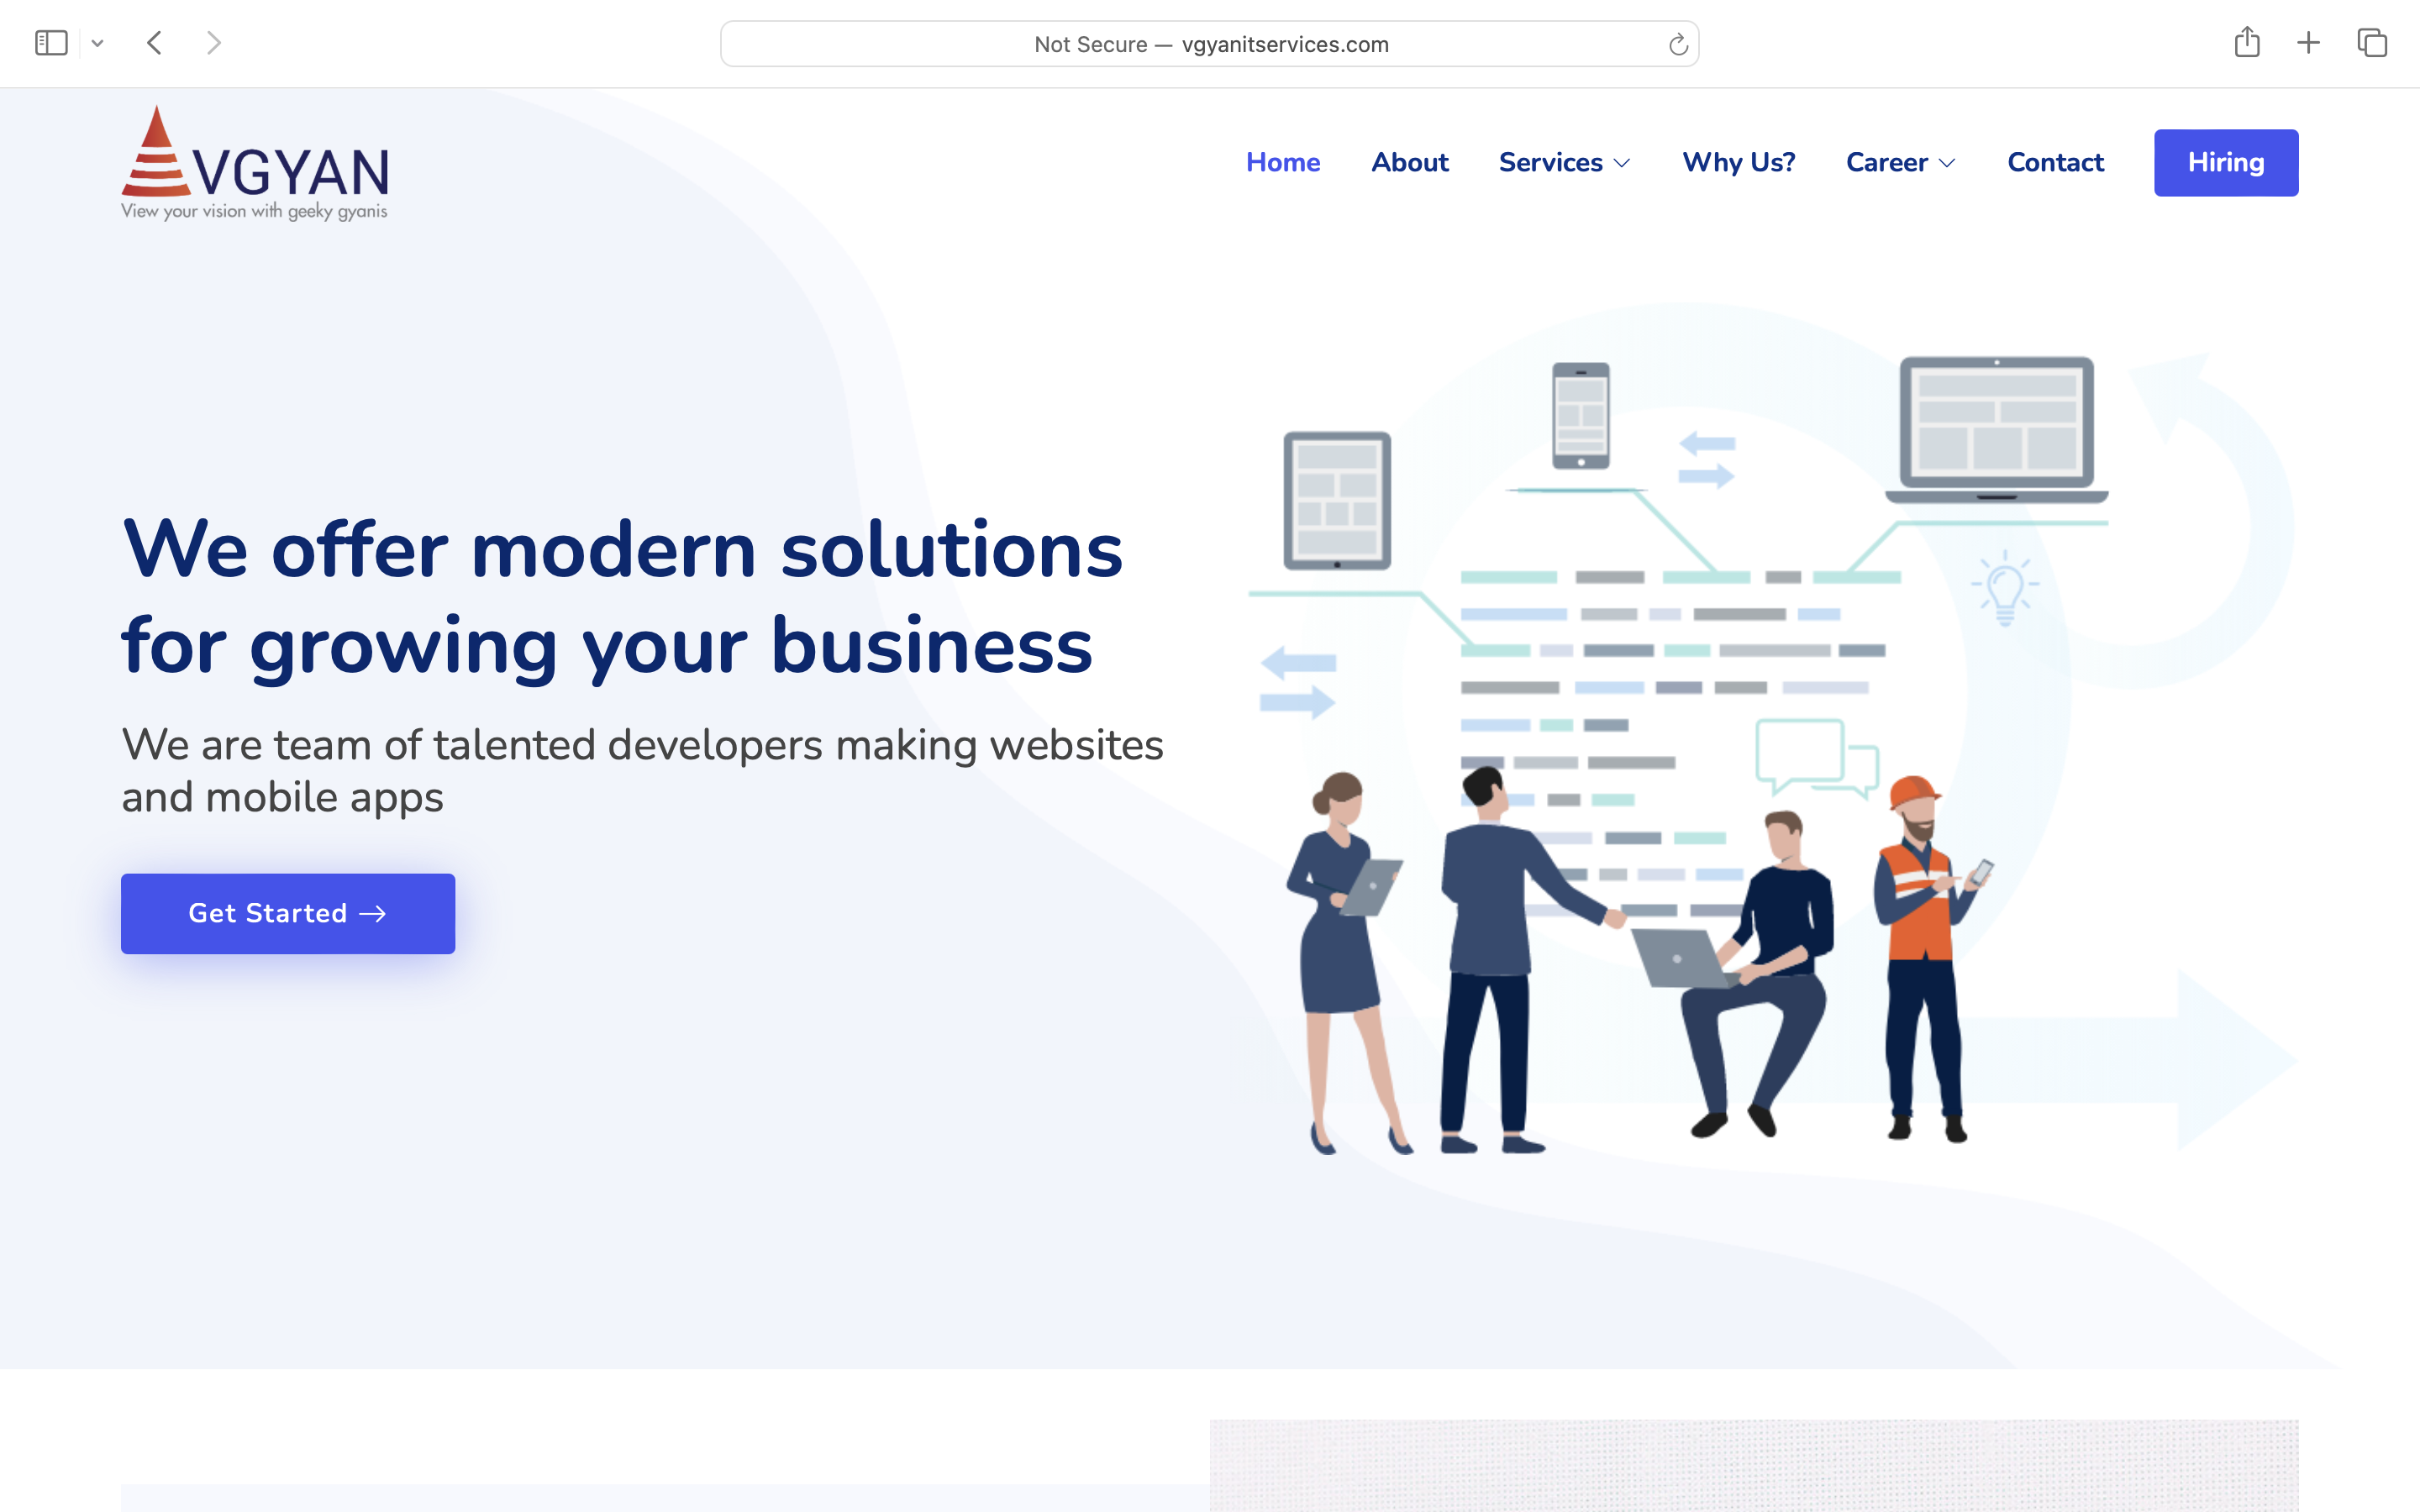 Not Secure — vgyanitservices.com
VGYAN
View your vision with geeky gyanis
Home About Services Why Us? Career Contact Hiring
We offer modern solutions
for growing your business
We are team of talented developers making websites
and mobile apps
Get Started →